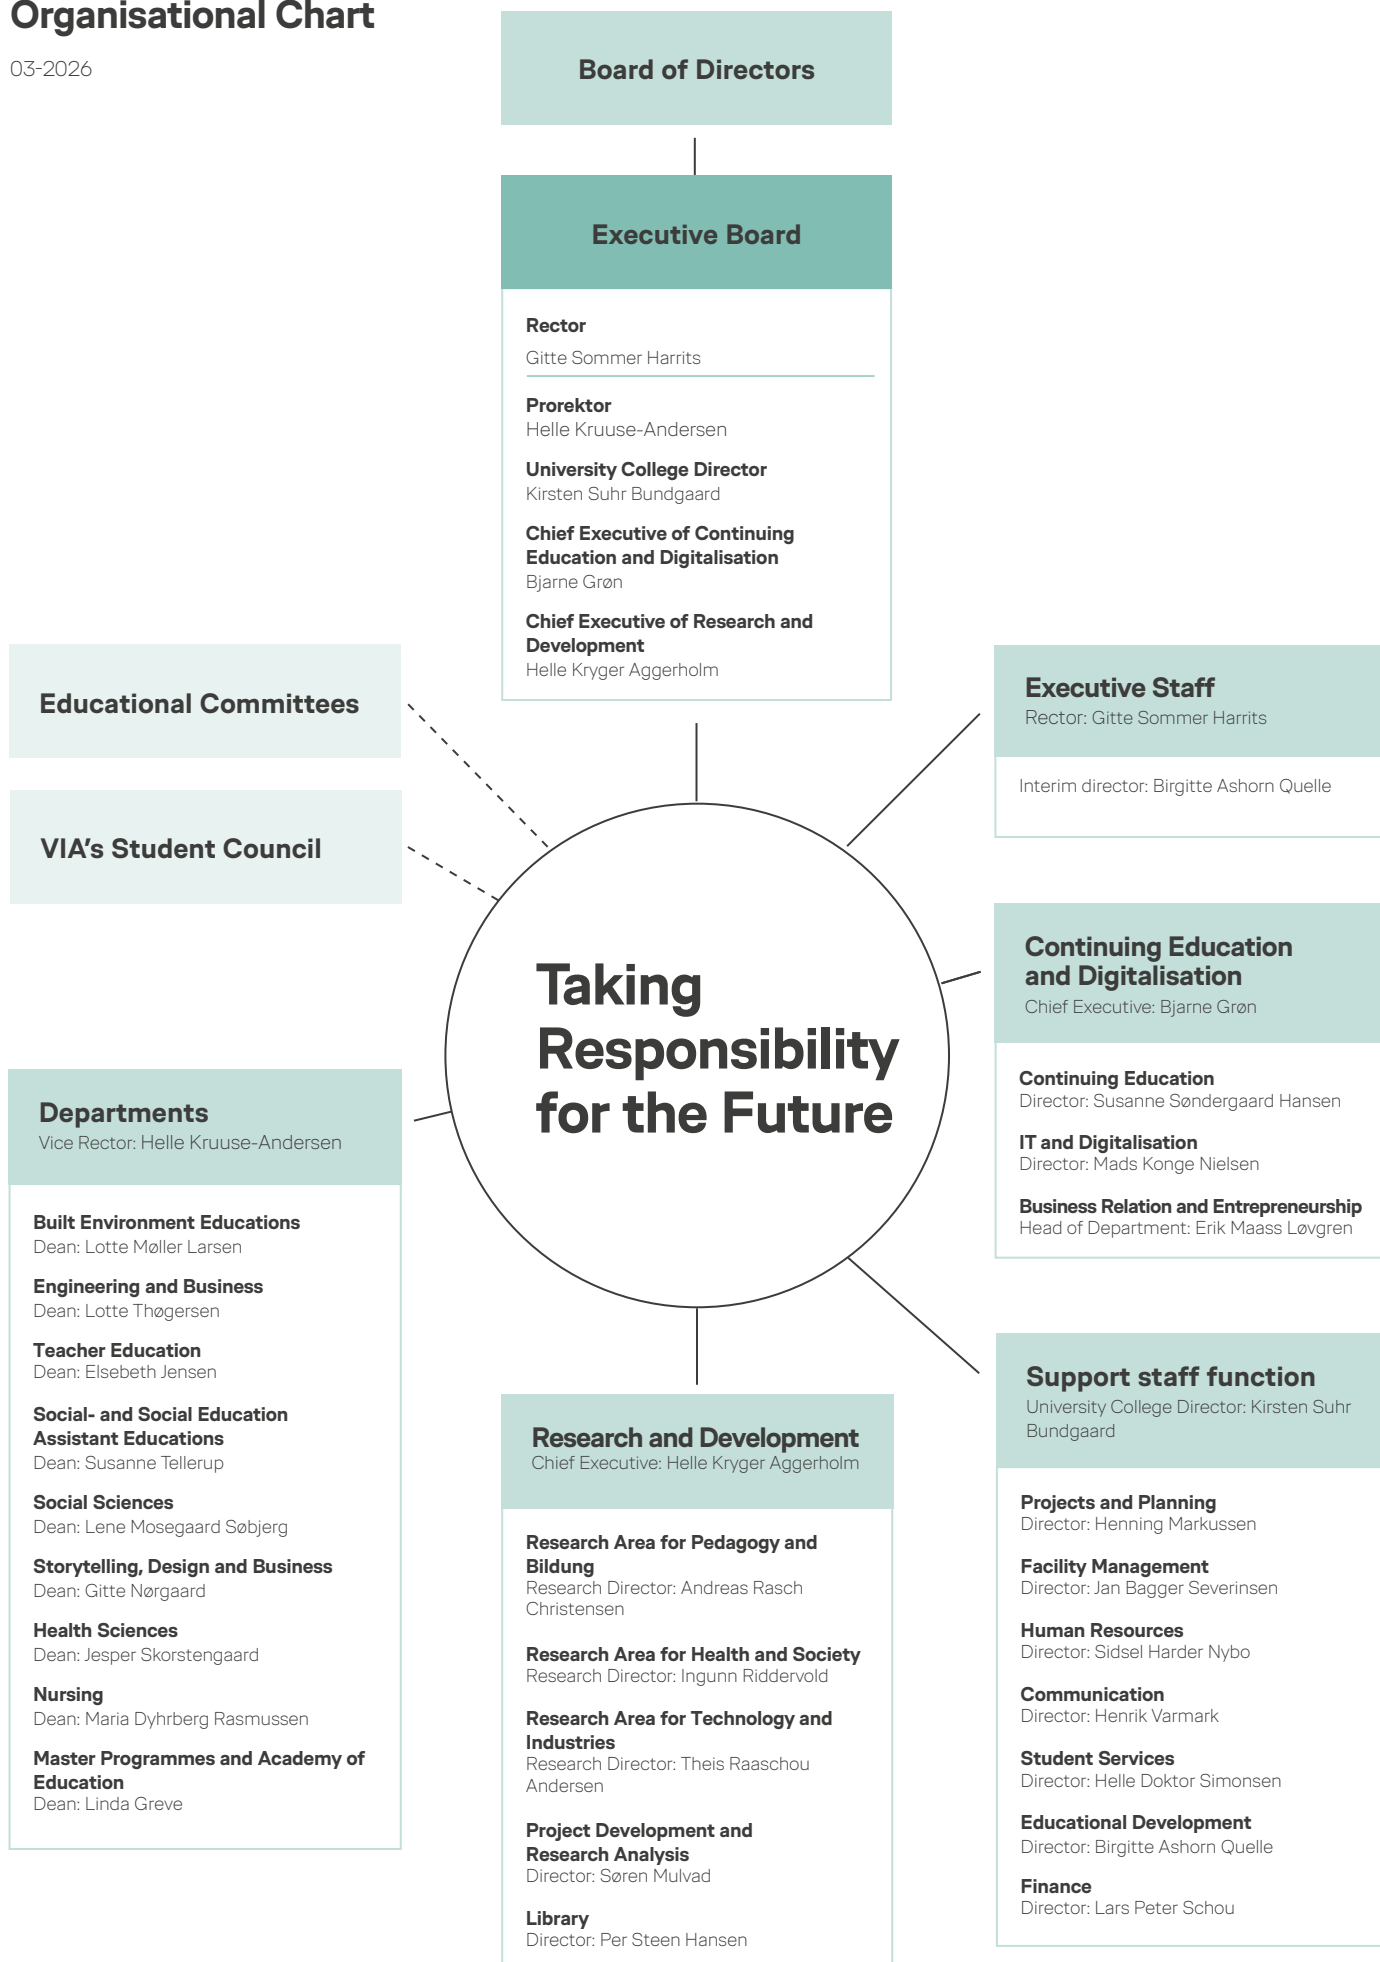 Organisational Chart
03-2026
Board of Directors
Executive Board
Rector
Gitte Sommer Harrits
Prorektor
Helle Kruuse-Andersen
University College Director
Kirsten Suhr Bundgaard
Chief Executive of Continuing
Education and Digitalisation
Bjarne Grøn
Chief Executive of Research and
Development
Helle Kryger Aggerholm
Educational Committees
VIA's Student Council
Executive Staff
Rector: Gitte Sommer Harrits
Interim director: Birgitte Ashorn Quelle
Taking
Responsibility
for the Future
Continuing Education
and Digitalisation
Chief Executive: Bjarne Grøn
Continuing Education
Director: Susanne Søndergaard Hansen
IT and Digitalisation
Director: Mads Konge Nielsen
Business Relation and Entrepreneurship
Head of Department: Erik Maass Løvgren
Departments
Vice Rector: Helle Kruuse-Andersen
Built Environment Educations
Dean: Lotte Møller Larsen
Engineering and Business
Dean: Lotte Thøgersen
Teacher Education
Dean: Elsebeth Jensen
Social- and Social Education
Assistant Educations
Dean: Susanne Tellerup
Social Sciences
Dean: Lene Mosegaard Søbjerg
Storytelling, Design and Business
Dean: Gitte Nørgaard
Health Sciences
Dean: Jesper Skorstengaard
Nursing
Dean: Maria Dyhrberg Rasmussen
Master Programmes and Academy of
Education
Dean: Linda Greve
Research and Development
Chief Executive: Helle Kryger Aggerholm
Research Area for Pedagogy and
Bildung
Research Director: Andreas Rasch
Christensen
Research Area for Health and Society
Research Director: Ingunn Riddervold
Research Area for Technology and
Industries
Research Director: Theis Raaschou
Andersen
Project Development and
Research Analysis
Director: Søren Mulvad
Library
Director: Per Steen Hansen
Support staff function
University College Director: Kirsten Suhr
Bundgaard
Projects and Planning
Director: Henning Markussen
Facility Management
Director: Jan Bagger Severinsen
Human Resources
Director: Sidsel Harder Nybo
Communication
Director: Henrik Varmark
Student Services
Director: Helle Doktor Simonsen
Educational Development
Director: Birgitte Ashorn Quelle
Finance
Director: Lars Peter Schou